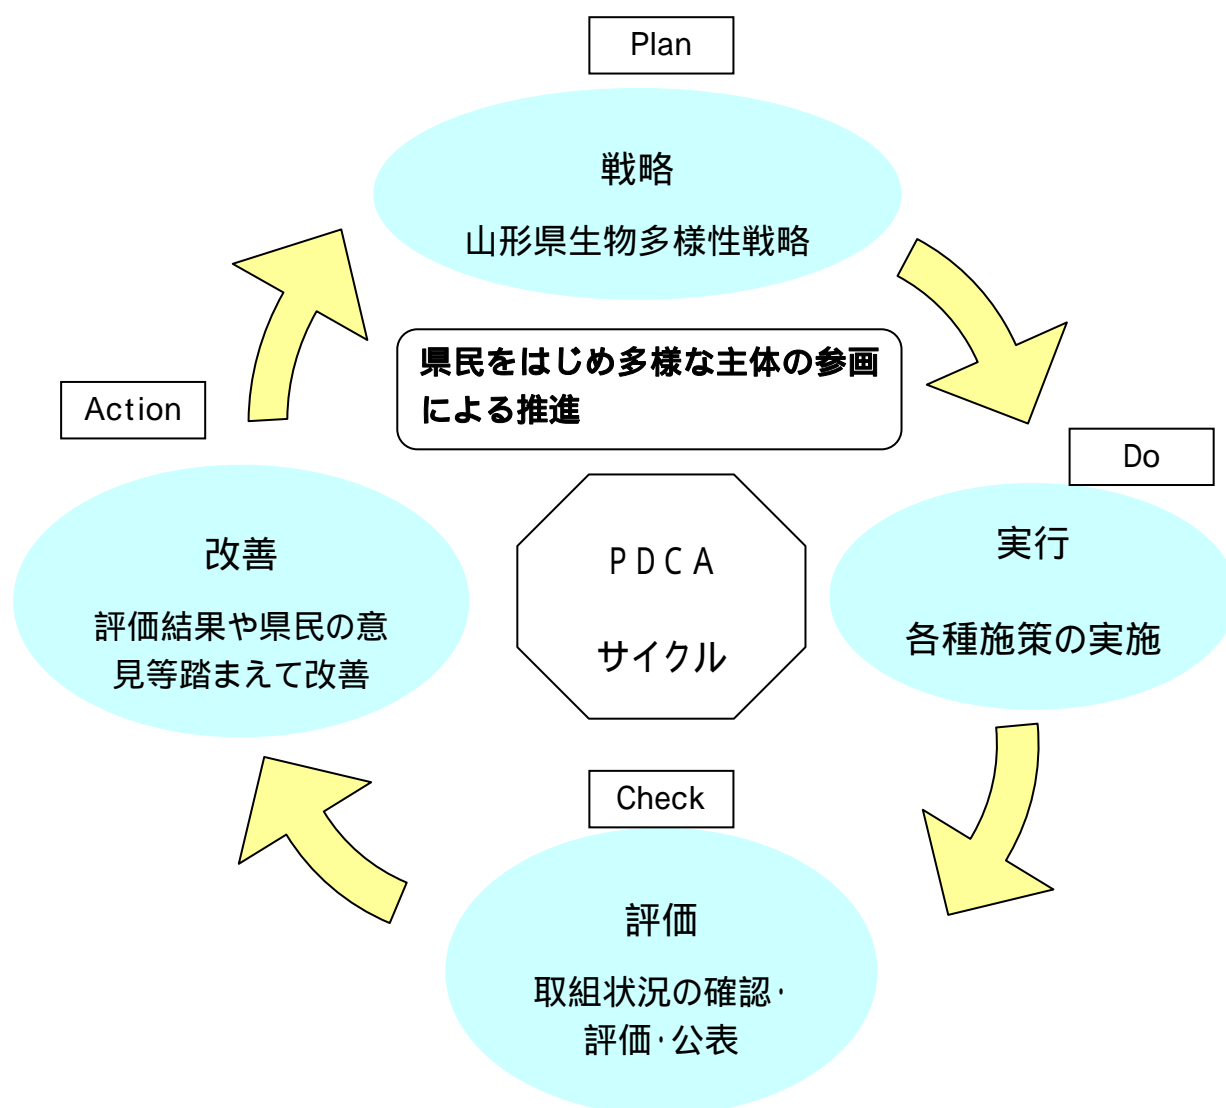 Plan
戦略
山形県生物多様性戦略
県民をはじめ多様な主体の参画
による推進
Action
Do
改善
評価結果や県民の意
見等踏まえて改善
PDCA
サイクル
実行
各種施策の実施
Check
評価
取組状況の確認・
評価・公表